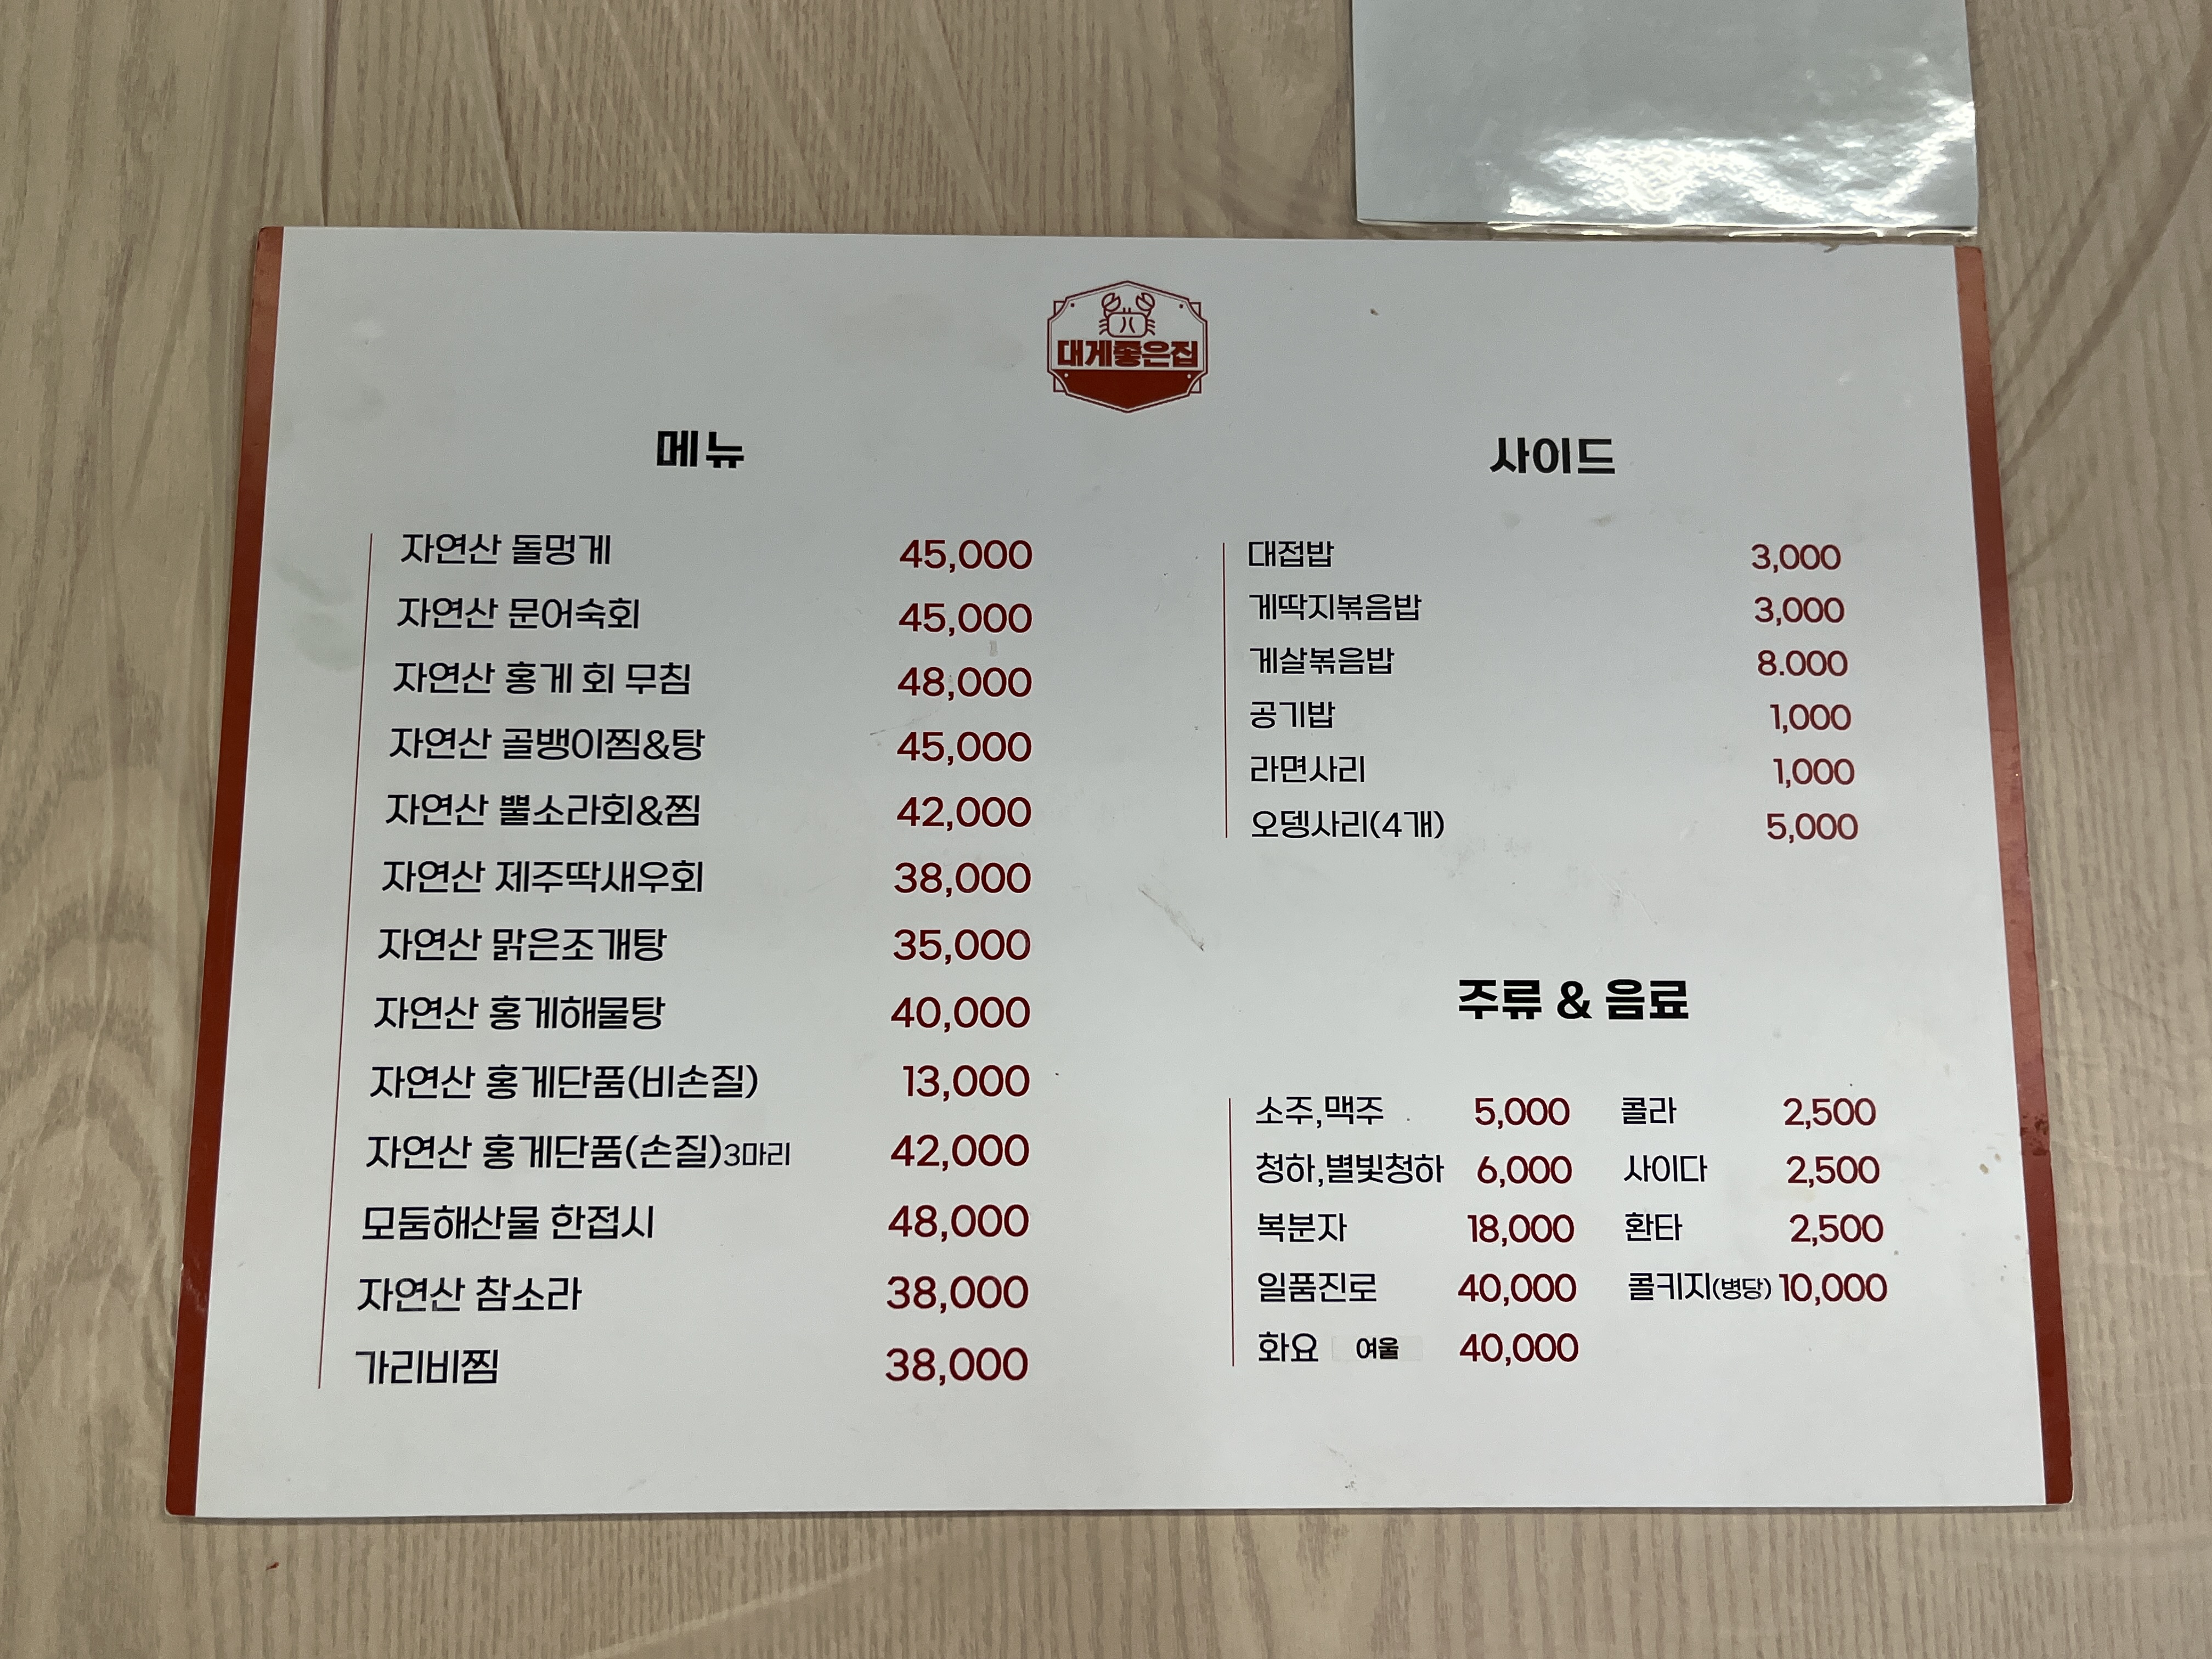 대게좋은집
메뉴
자연산 돌멍게 45,000
자연산 문어숙회 45,000
자연산 홍게 회 무침 48,000
자연산 골뱅이찜&탕 45,000
자연산 뿔소라회&찜 42,000
자연산 제주딱새우회 38,000
자연산 맑은조개탕 35,000
자연산 홍게해물탕 40,000
자연산 홍게단품(비손질) 13,000
자연산 홍게단품(손질)3마리 42,000
모둠해산물 한접시 48,000
자연산 참소라 38,000
가리비찜 38,000
사이드
대접밥 3,000
게딱지볶음밥 3,000
게살볶음밥 8.000
공기밥 1,000
라면사리 1,000
오뎅사리(4개) 5,000
주류 & 음료
소주,맥주 5,000 콜라 2,500
청하,별빛청하 6,000 사이다 2,500
복분자 18,000 환타 2,500
일품진로 40,000 콜키지(병당) 10,000
화요 여울 40,000